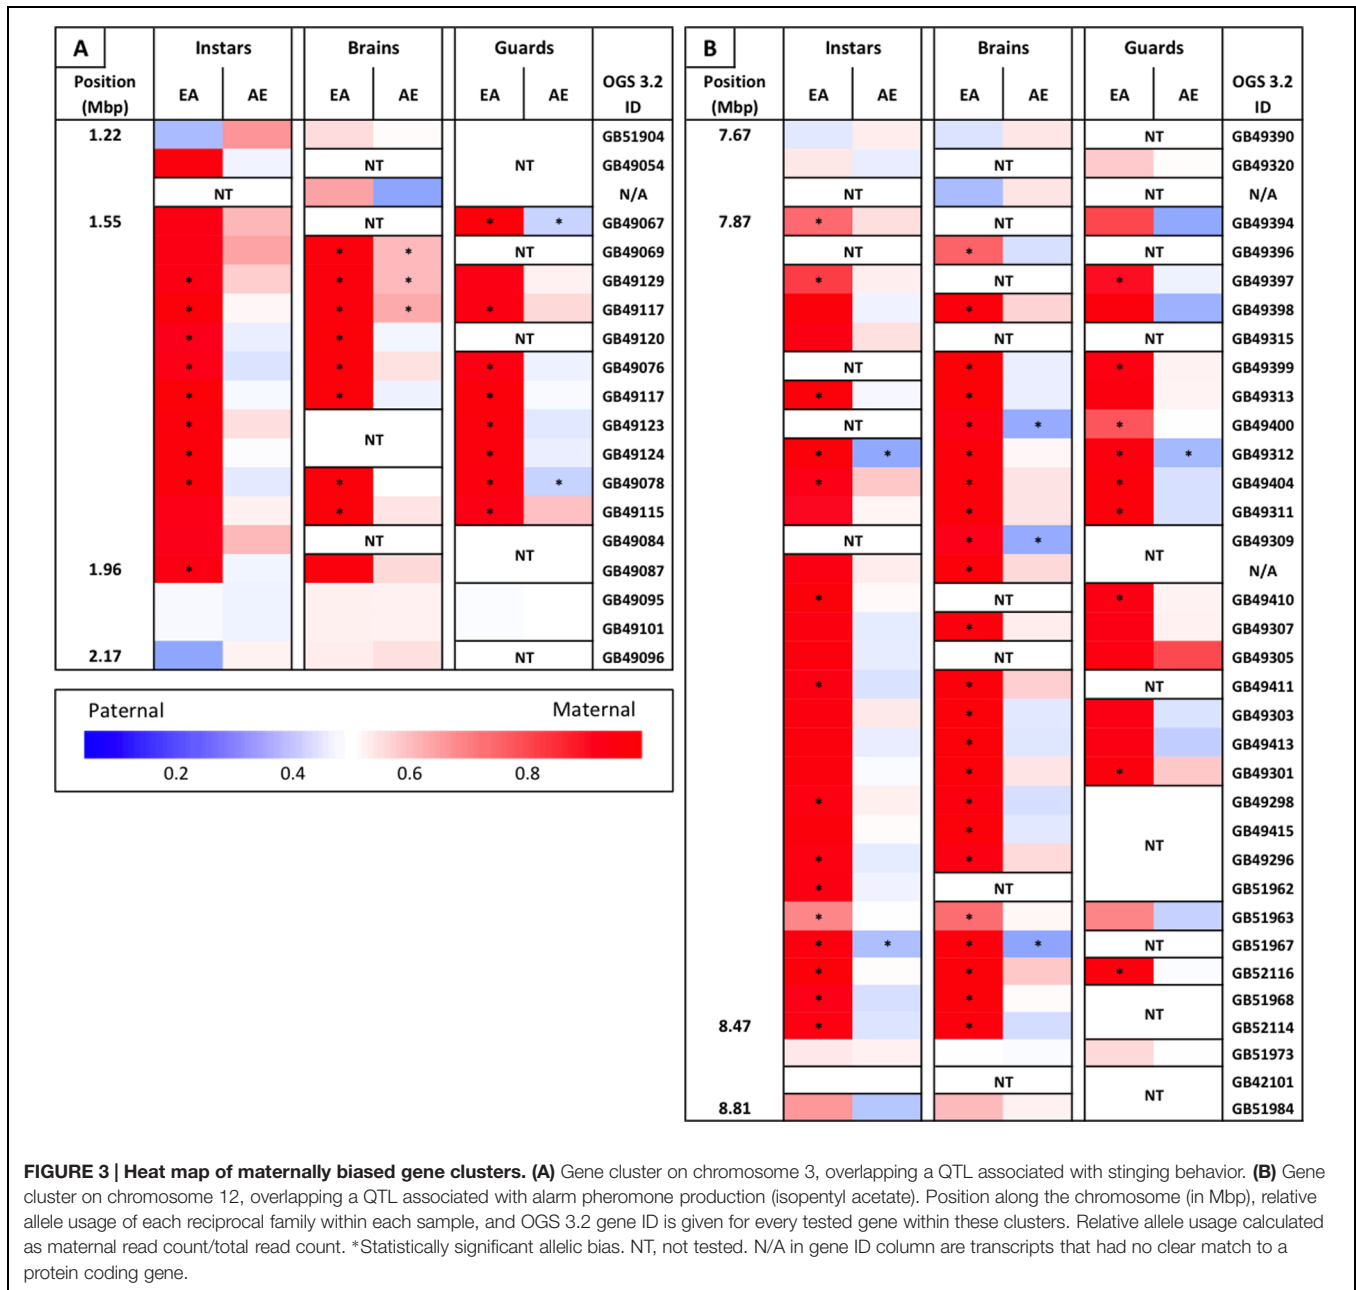 A Instars Brains Guards
Position (Mbp) EA AE EA AE EA AE OGS 3.2 ID
1.22 GB51904
NT NT GB49054
NT N/A
1.55 NT * * GB49067
* * NT GB49069
* * * GB49129
* * * * GB49117
* * NT GB49120
* * * GB49076
* * * GB49117
* * GB49123
* NT * GB49124
* * * * GB49078
* * GB49115
NT GB49084
1.96 * NT GB49087
GB49095
GB49101
2.17 NT GB49096
Paternal Maternal
0.2 0.4 0.6 0.8
B Instars Brains Guards
Position (Mbp) EA AE EA AE EA AE OGS 3.2 ID
7.67 NT GB49390
NT GB49320
NT NT N/A
7.87 * NT GB49394
NT * NT GB49396
* NT * GB49397
* GB49398
NT GB49315
NT * * GB49399
* * GB49313
NT * * * GB49400
* * * * * GB49312
* * * GB49404
* * GB49311
NT * * GB49309
* NT N/A
* NT * GB49410
* GB49307
NT GB49305
* * NT GB49411
* GB49303
* GB49413
* * GB49301
* * GB49298
* GB49415
* * NT GB49296
* NT GB51962
* * GB51963
* * * * NT GB51967
* * * GB52116
* * GB51968
8.47 * * NT GB52114
GB51973
NT GB42101
8.81 NT GB51984
FIGURE 3 | Heat map of maternally biased gene clusters. (A) Gene cluster on chromosome 3, overlapping a QTL associated with stinging behavior. (B) Gene
cluster on chromosome 12, overlapping a QTL associated with alarm pheromone production (isopentyl acetate). Position along the chromosome (in Mbp), relative
allele usage of each reciprocal family within each sample, and OGS 3.2 gene ID is given for every tested gene within these clusters. Relative allele usage calculated
as maternal read count/total read count. *Statistically significant allelic bias. NT, not tested. N/A in gene ID column are transcripts that had no clear match to a
protein coding gene.